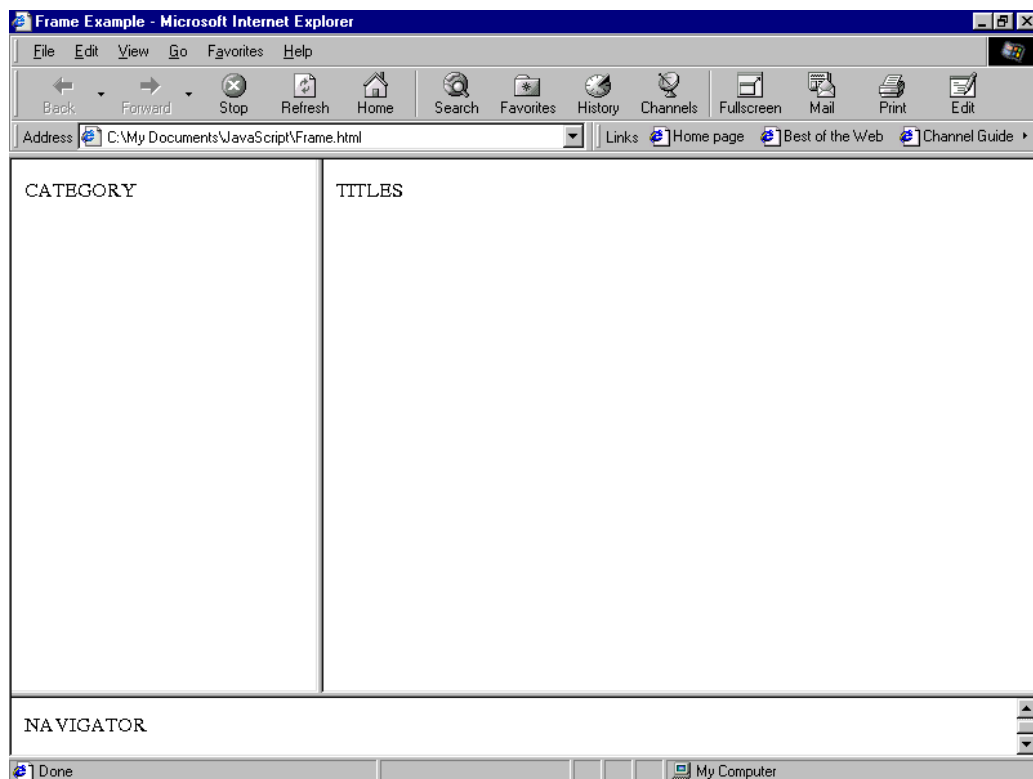 Frame Example - Microsoft Internet Explorer
File Edit View Go Favorites Help
Back Forward Stop Refresh Home Search Favorites History Channels Fullscreen Mail Print Edit
Address C:\My Documents\JavaScript\Frame.html Links Home page Best of the Web Channel Guide
CATEGORY TITLES
NAVIGATOR
Done My Computer